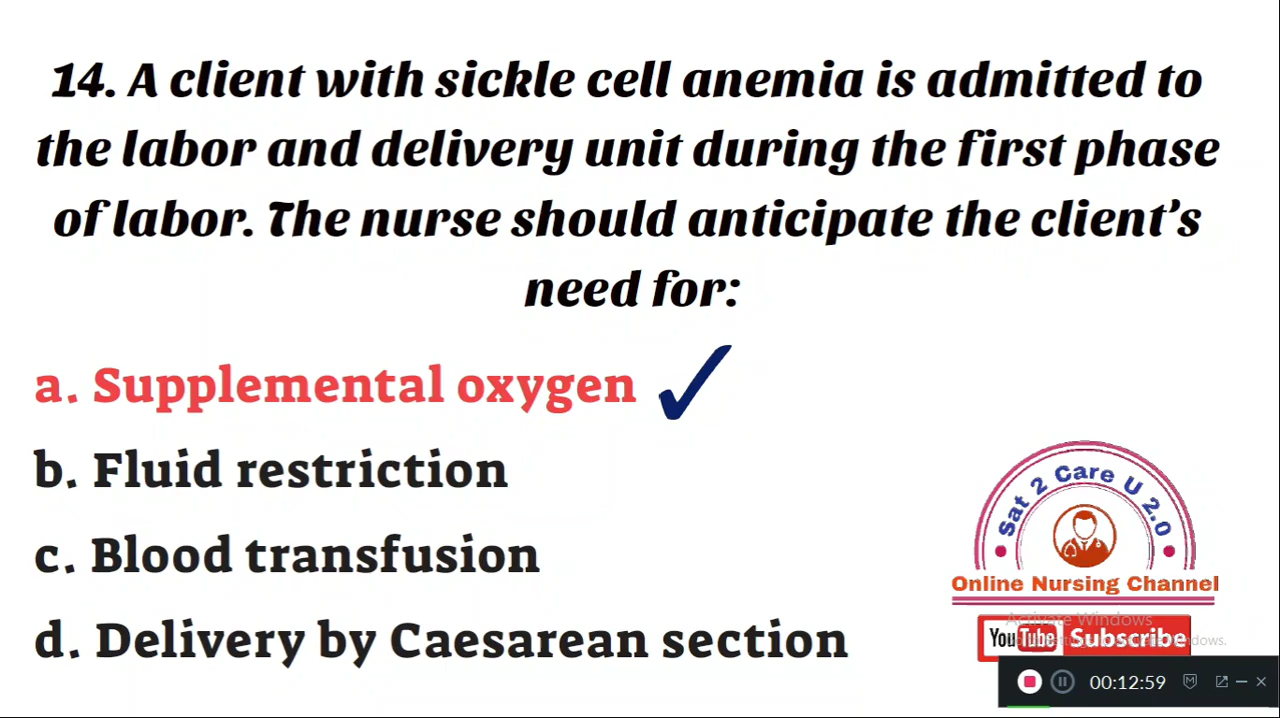 14. A client with sickle cell anemia is admitted to
the labor and delivery unit during the first phase
of labor. The nurse should anticipate the client's
need for:
a. Supplemental oxygen
b. Fluid restriction
c. Blood transfusion
d. Delivery by Caesarean section
Sat 2 Care U 2.0
Online Nursing Channel
Activate Windows
YouTube Subscribe
00:12:59